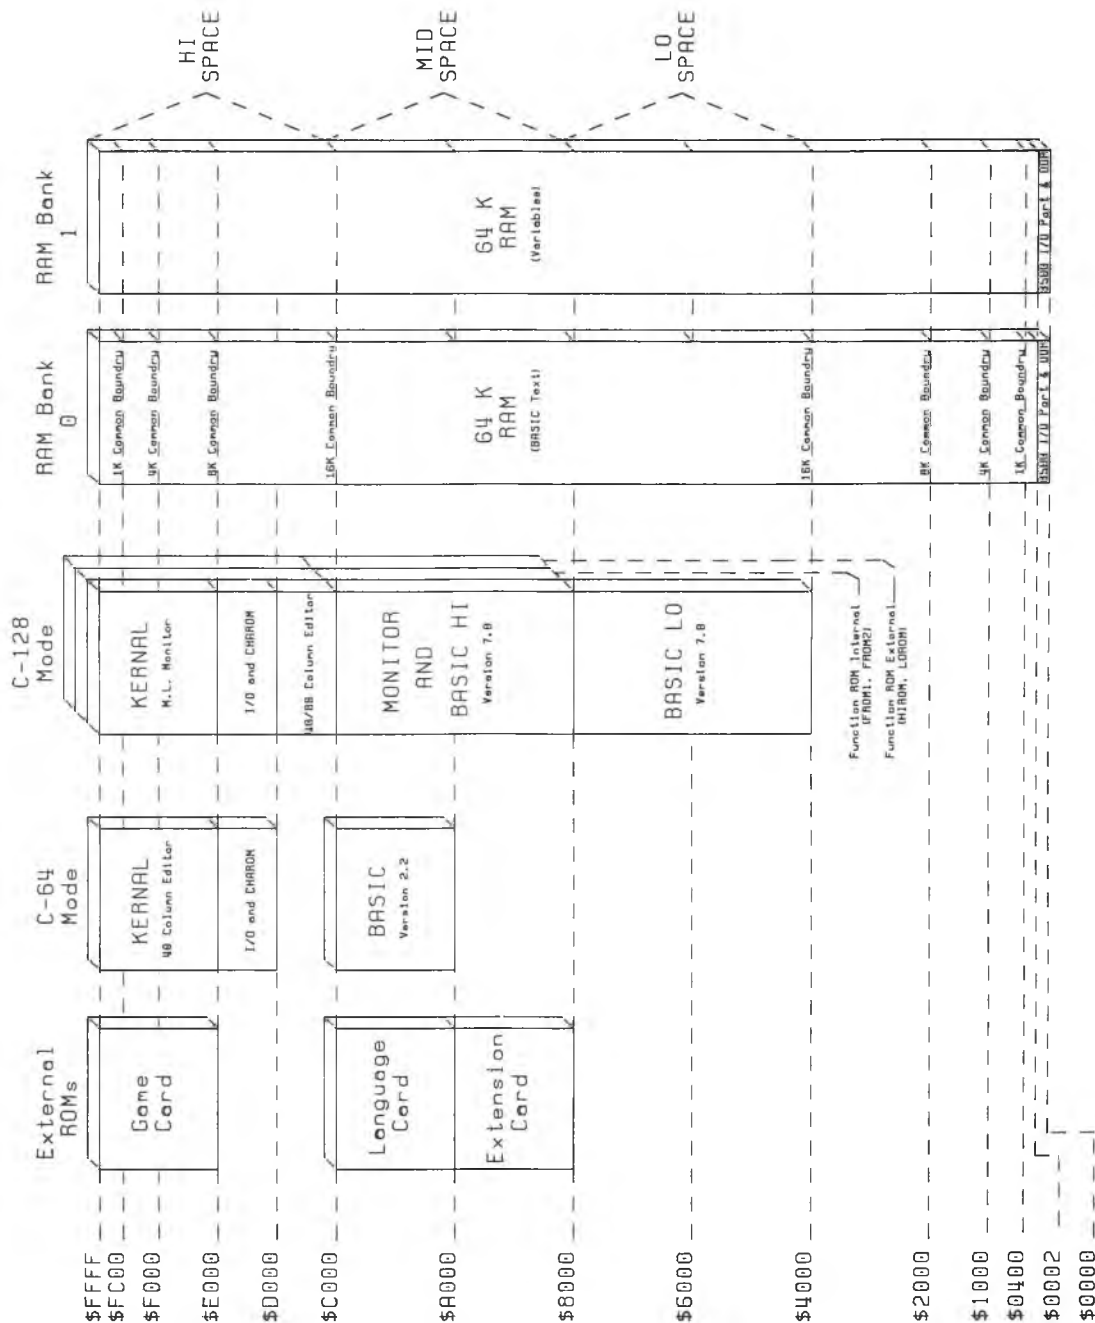 HI
SPACE
MID
SPACE
LO
SPACE
RAM Bank
1
64 K
RAM
(Variables)
8500 I/O Port & DDR
RAM Bank
0
1K Common Boundry
4K Common Boundry
8K Common Boundry
16K Common Boundry
64 K
RAM
(BASIC Text)
16K Common Boundry
8K Common Boundry
4K Common Boundry
1K Common Boundry
8500 I/O Port & DDR
C-128
Mode
KERNAL
M.L. Monitor
I/O and CHAROM
40/80 Column Editor
MONITOR
AND
BASIC HI
Version 7.0
BASIC LO
Version 7.0
Function ROM Internal
(FROM1, FROM2)
Function ROM External
(HIROM, LOROM)
C-64
Mode
KERNAL
40 Column Editor
I/O and CHAROM
BASIC
Version 2.2
External
ROMs
Game
Card
Language
Card
Extension
Card
$FFFF
$FC00
$F000
$E000
$D000
$C000
$A000
$8000
$6000
$4000
$2000
$1000
$0400
$0002
$0000